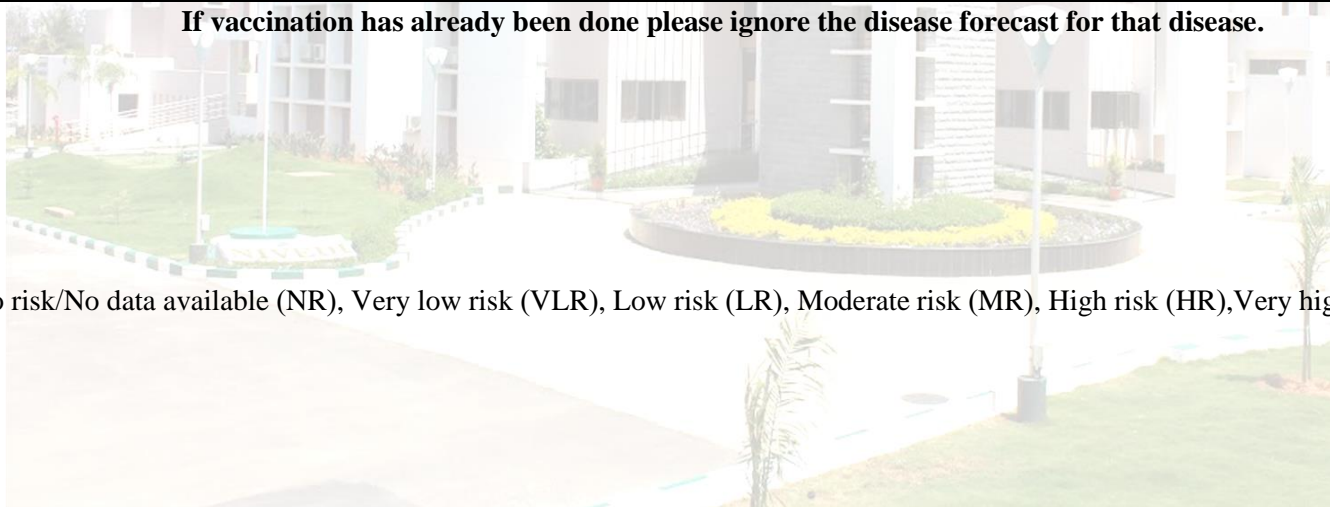 If vaccination has already been done please ignore the disease forecast for that disease.
NIVEDI
risk/No data available (NR), Very low risk (VLR), Low risk (LR), Moderate risk (MR), High risk (HR),Very